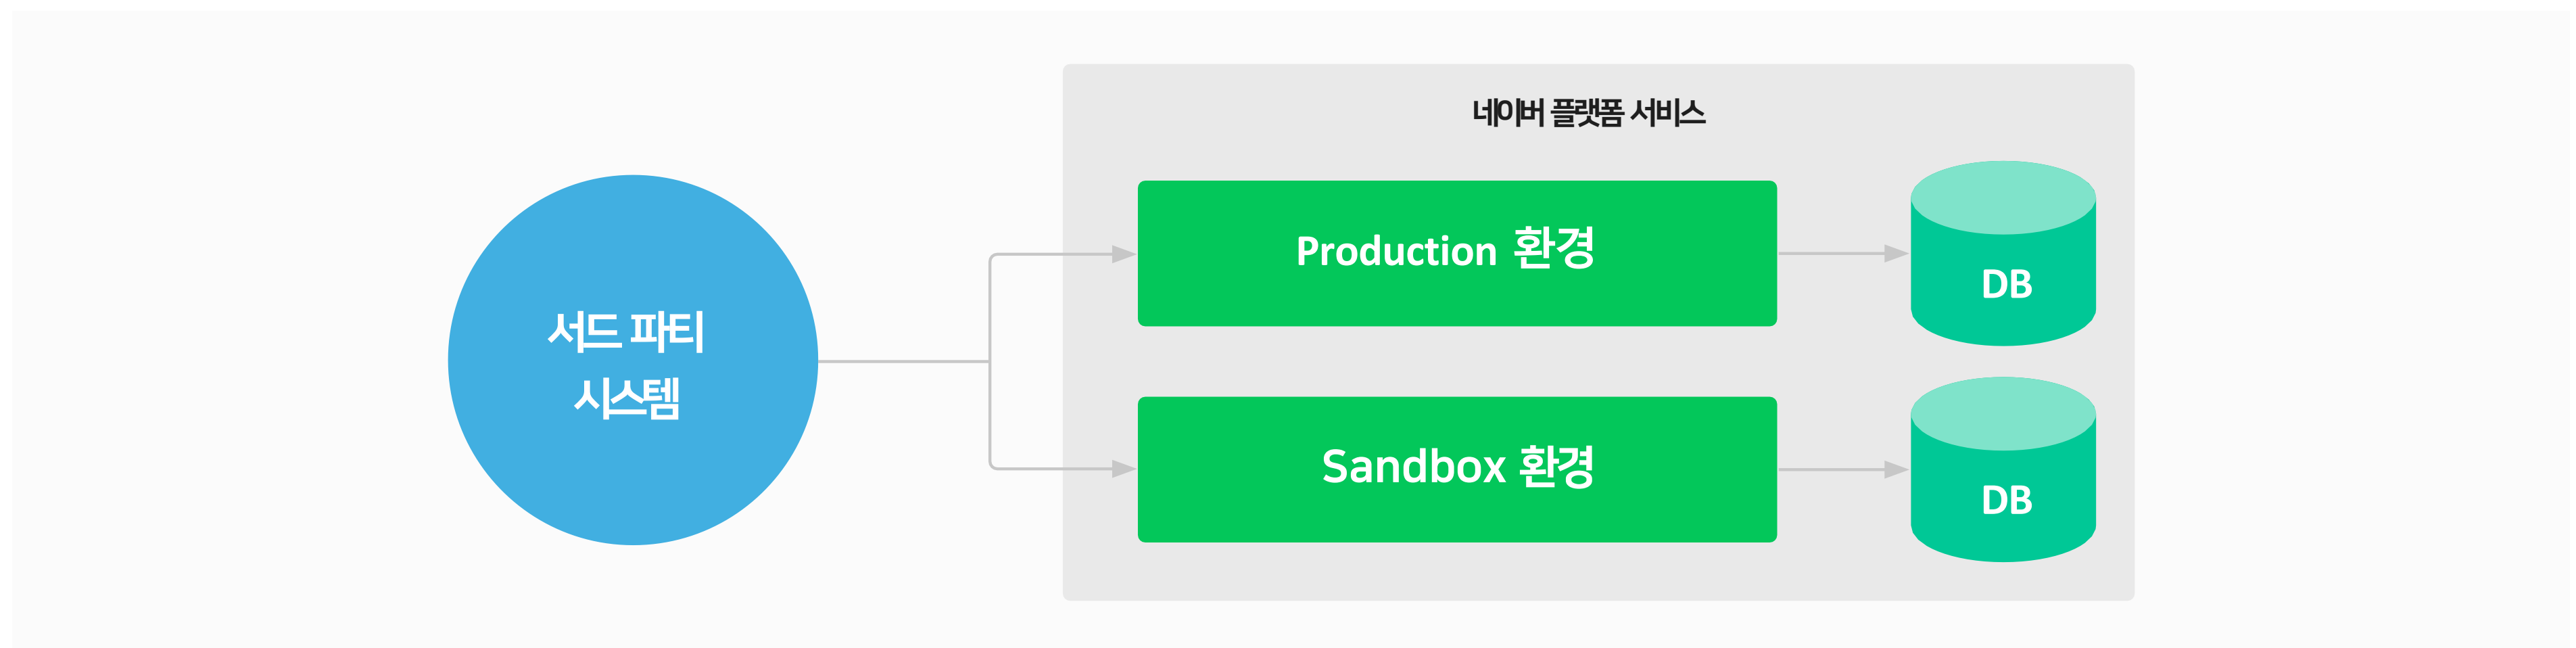 네이버 플랫폼 서비스
서드 파티
시스템
Production 환경
DB
Sandbox 환경
DB